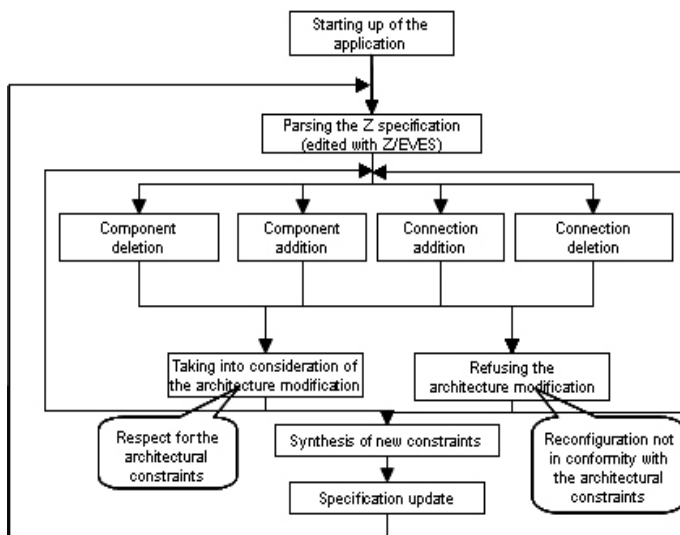 Starting up of the
application
Parsing the Z specification
(edited with Z/EVES)
Component
deletion
Component
addition
Connection
addition
Connection
deletion
Taking into consideration of
the architecture modification
Refusing the
architecture modification
Respect for the
architectural
constraints
Synthesis of new constraints
Reconfiguration not
in conformity with
the architectural
constraints
Specification update